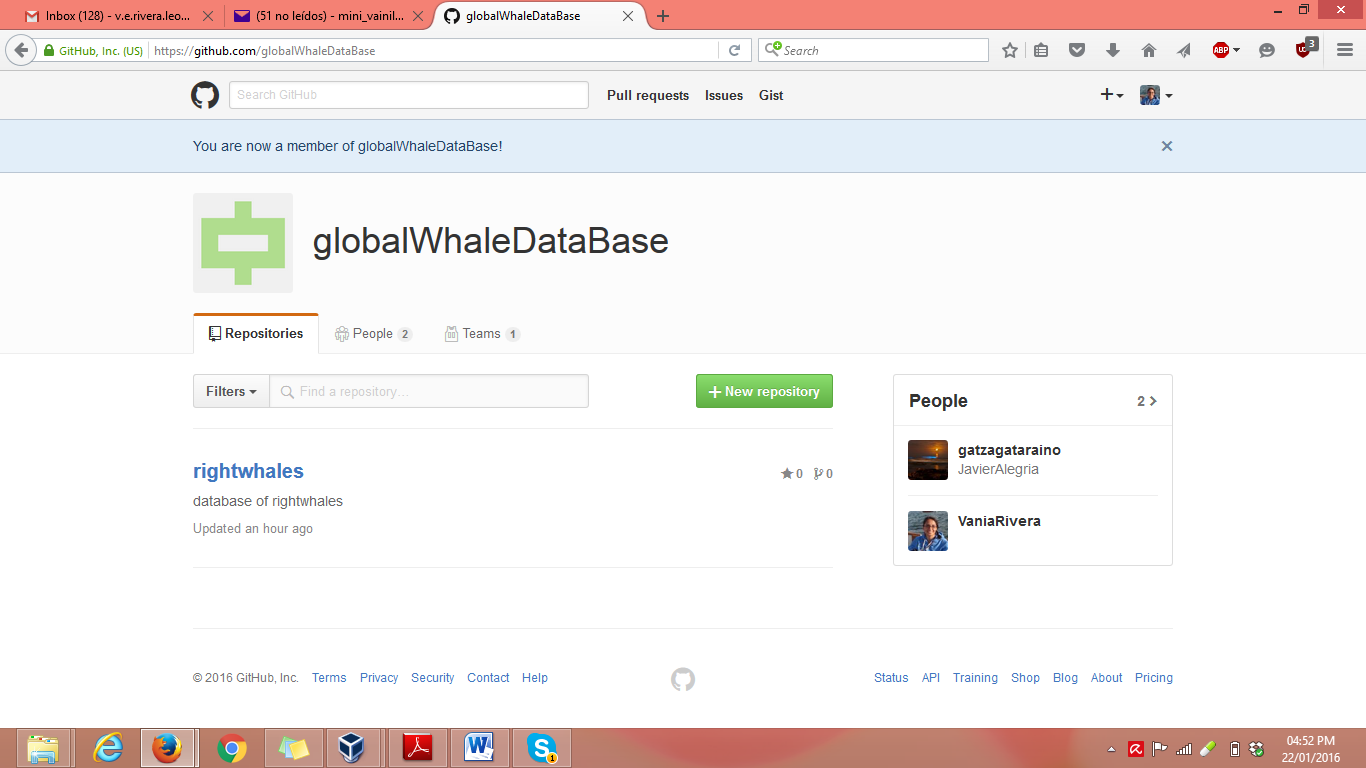 Inbox (128) - v.e.rivera.leo...
(51 no leídos) - mini_vainil...
globalWhaleDataBase
GitHub, Inc. (US)
https://github.com/globalWhaleDataBase
Search
ABP
3
Search GitHub
Pull requests
Issues
Gist
You are now a member of globalWhaleDataBase!
globalWhaleDataBase
Repositories
People 2
Teams 1
Filters
Find a repository...
New repository
People
2
rightwhales
0
0
database of rightwhales
Updated an hour ago
gatzagataraino
JavierAlegria
VaniaRivera
© 2016 GitHub, Inc.
Terms
Privacy
Security
Contact
Help
Status
API
Training
Shop
Blog
About
Pricing
1
04:52 PM
22/01/2016